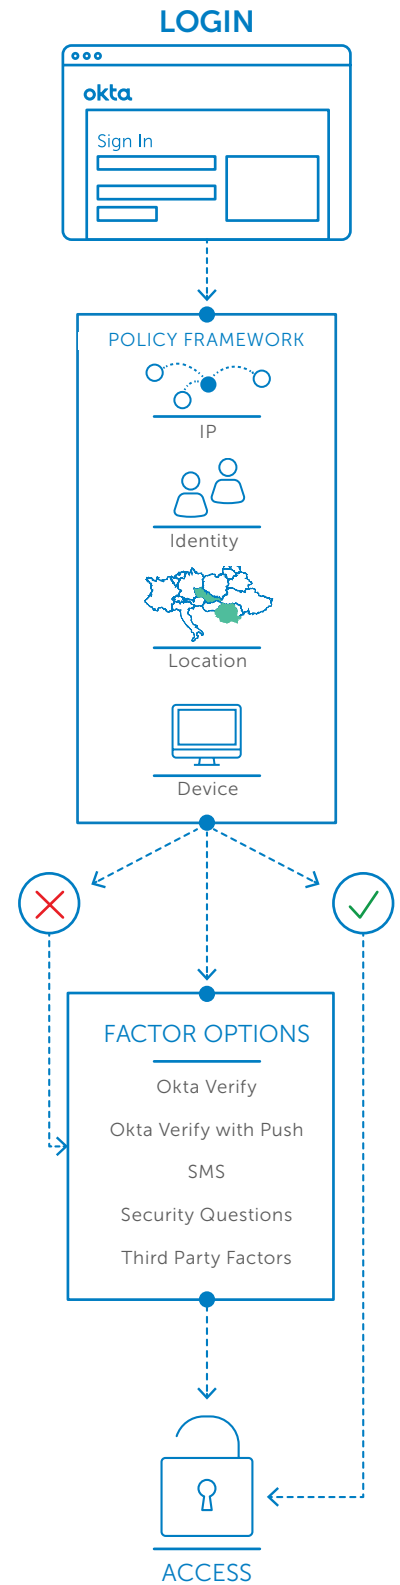 LOGIN
okta
Sign In
POLICY FRAMEWORK
IP
Identity
Location
Device
FACTOR OPTIONS
Okta Verify
Okta Verify with Push
SMS
Security Questions
Third Party Factors
ACCESS